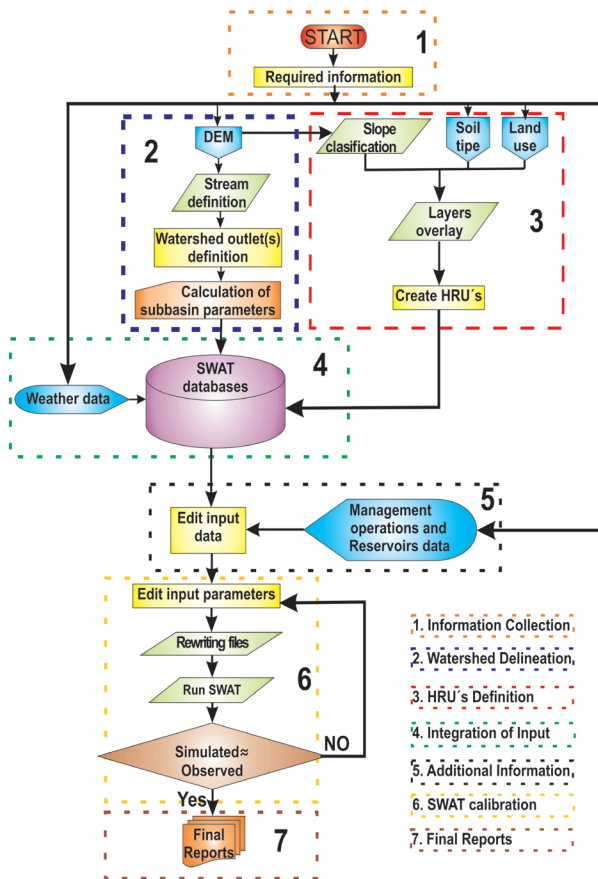 START
1
Required information
2
DEM
Slope
clasification
Soil
tipe
Land
use
Stream
definition
Layers
overlay
3
Watershed outlet(s)
definition
Calculation of
subbasin parameters
Create HRU´s
SWAT
databases
4
Weather data
5
Edit input
data
Management
operations and
Reservoirs data
Edit input parameters
Rewriting files
6
Run SWAT
Simulated≈
Observed
NO
Yes
Final
Reports
7
1. Information Collection
2. Watershed Delineation
3. HRU´s Definition
4. Integration of Input
5. Additional Information
6. SWAT calibration
7. Final Reports